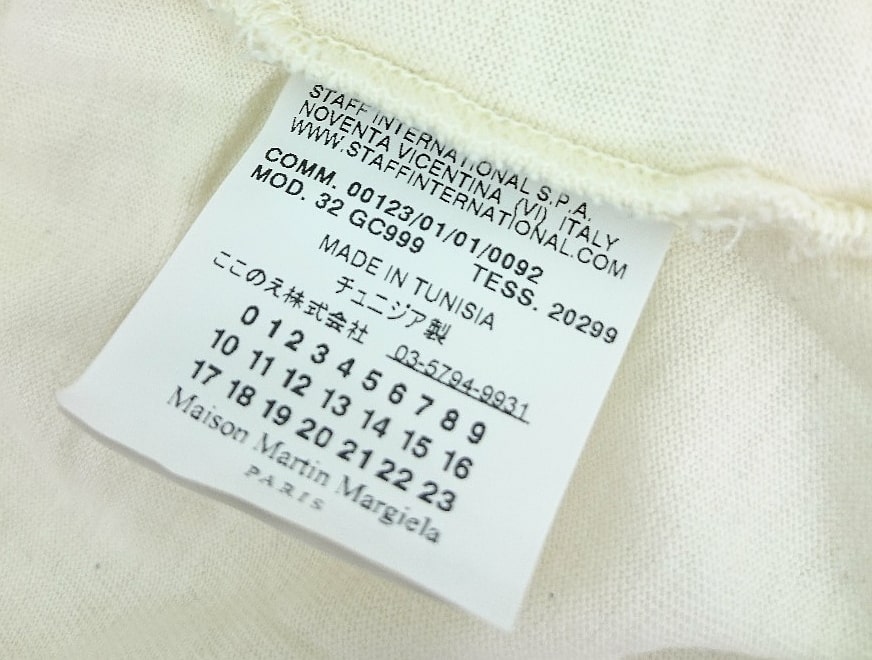 STAFF INTERNATIONAL S.P.A.
NOVENTA VICENTINA (VI) ITALY
WWW.STAFFINTERNATIONAL.COM
COMM. 00123/01/01/0092
MOD. 32 GC999 TESS. 20299
MADE IN TUNISIA
チュニジア製
ここのえ株式会社 03-5794-9931
0 1 2 3 4 5 6 7 8 9
10 11 12 13 14 15 16
17 18 19 20 21 22 23
Maison Martin Margiela
PARIS